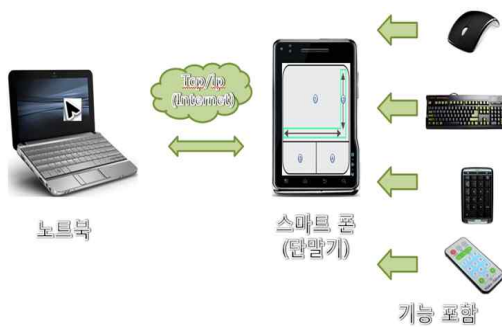 Tcp/Ip
(Internet)
노트북
스마트 폰
(단말기)
기능 포함